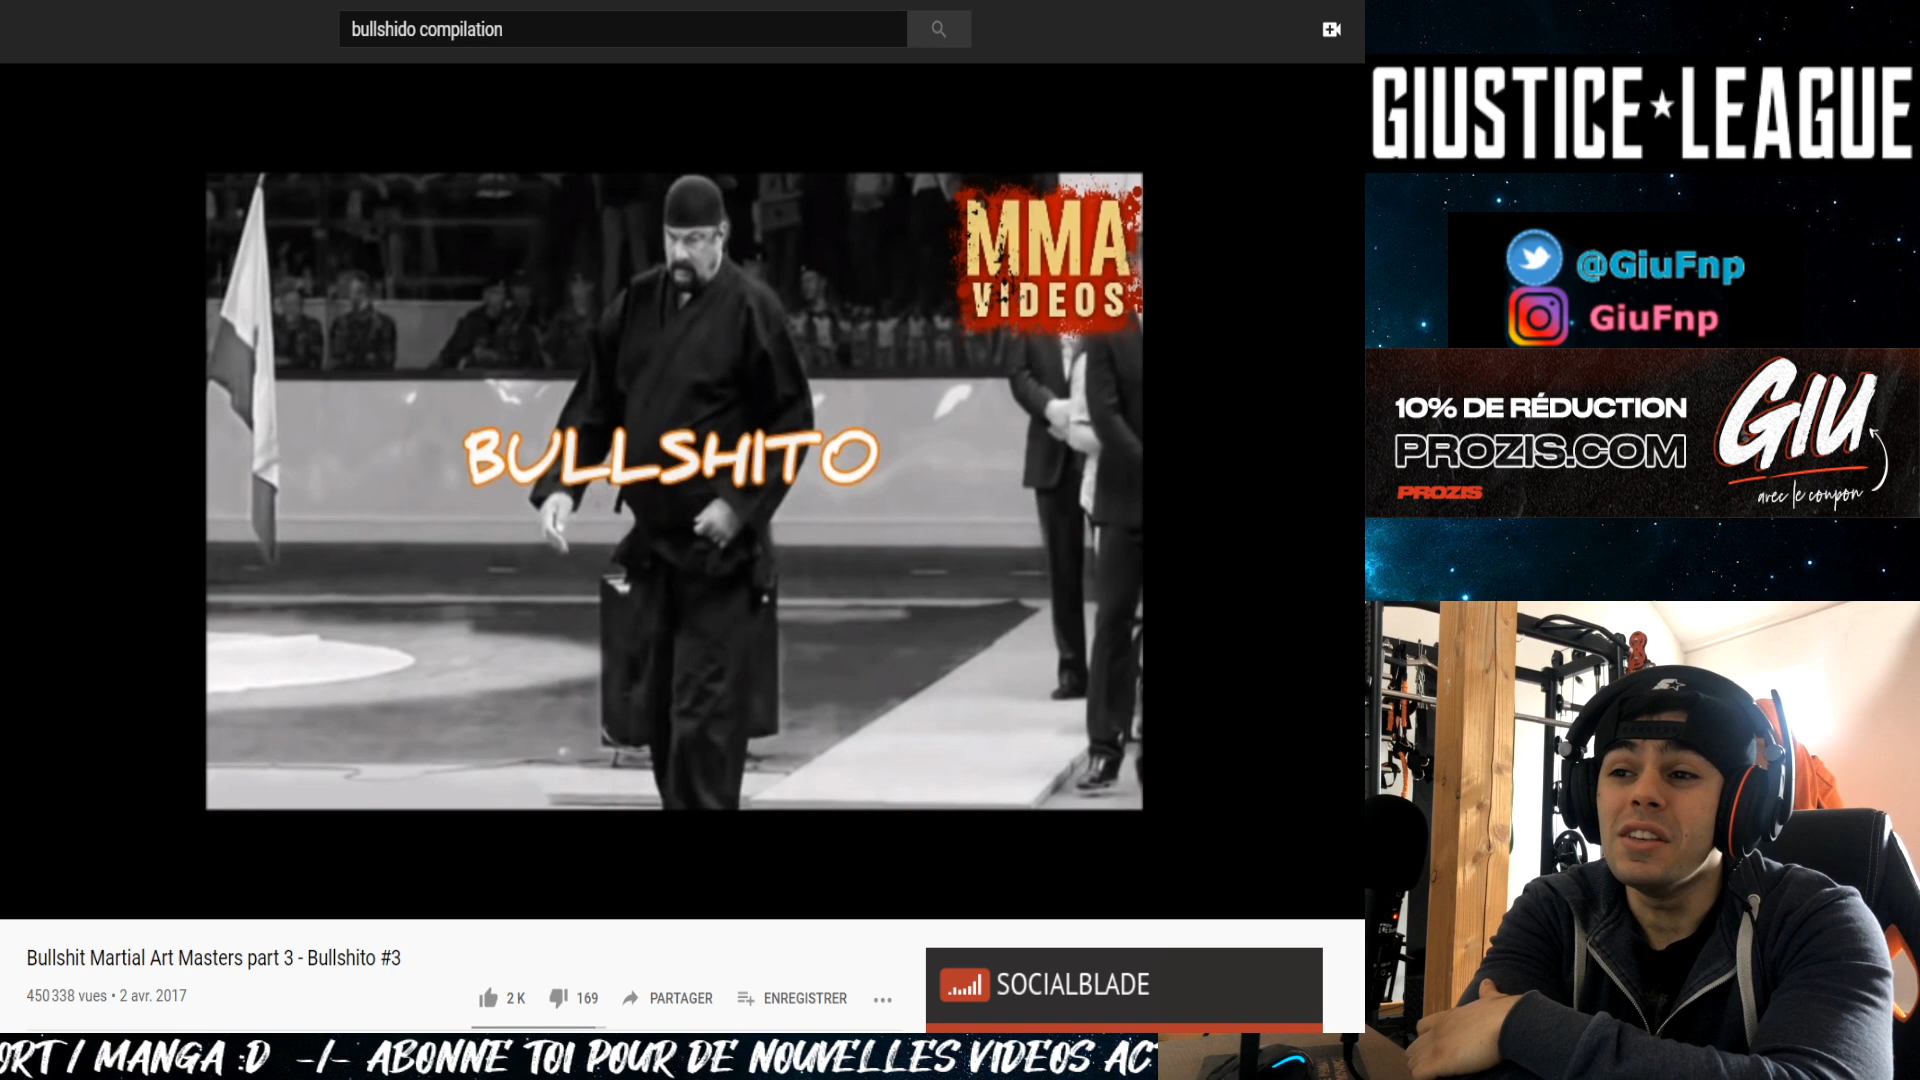 bullshido compilation
GIUSTICE★LEAGUE
MMA
VIDEOS
@GiuFnp
GiuFnp
BULLSHITO
10% DE RÉDUCTION
PROZIS.COM
PROZIS
GIU
avec le coupon
Bullshit Martial Art Masters part 3 - Bullshito #3
450 338 vues • 2 avr. 2017
2 K
169
PARTAGER
ENREGISTRER
SOCIALBLADE
ORT / MANGA :D -/- ABONNE TOI POUR DE NOUVELLES VIDEOS AC